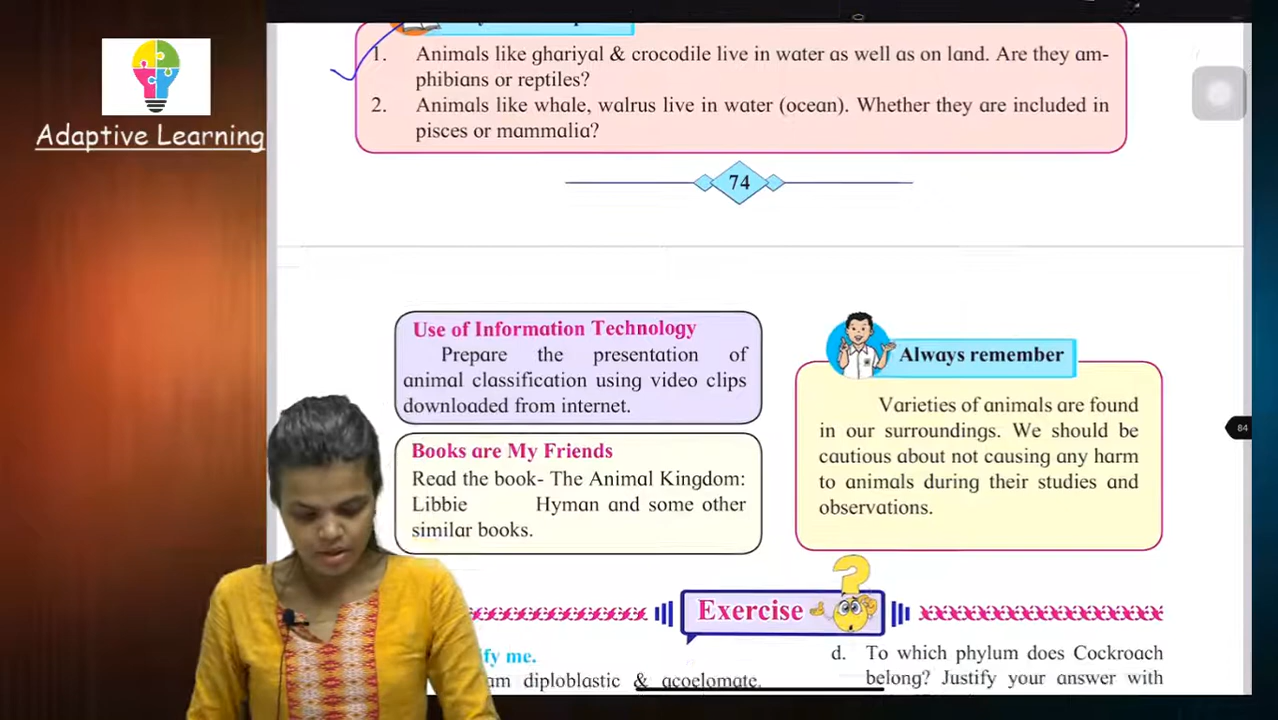 Adaptive Learning
1. Animals like ghariyal & crocodile live in water as well as on land. Are they am-
phibians or reptiles?
2. Animals like whale, walrus live in water (ocean). Whether they are included in
pisces or mammalia?
74
Use of Information Technology
Prepare the presentation of
animal classification using video clips
downloaded from internet.
Books are My Friends
Read the book- The Animal Kingdom:
Libbie Hyman and some other
similar books.
Always remember
Varieties of animals are found
in our surroundings. We should be
cautious about not causing any harm
to animals during their studies and
observations.
84
Exercise
me.
diploblastic & acoelomate.
d. To which phylum does Cockroach
belong? Justify your answer with